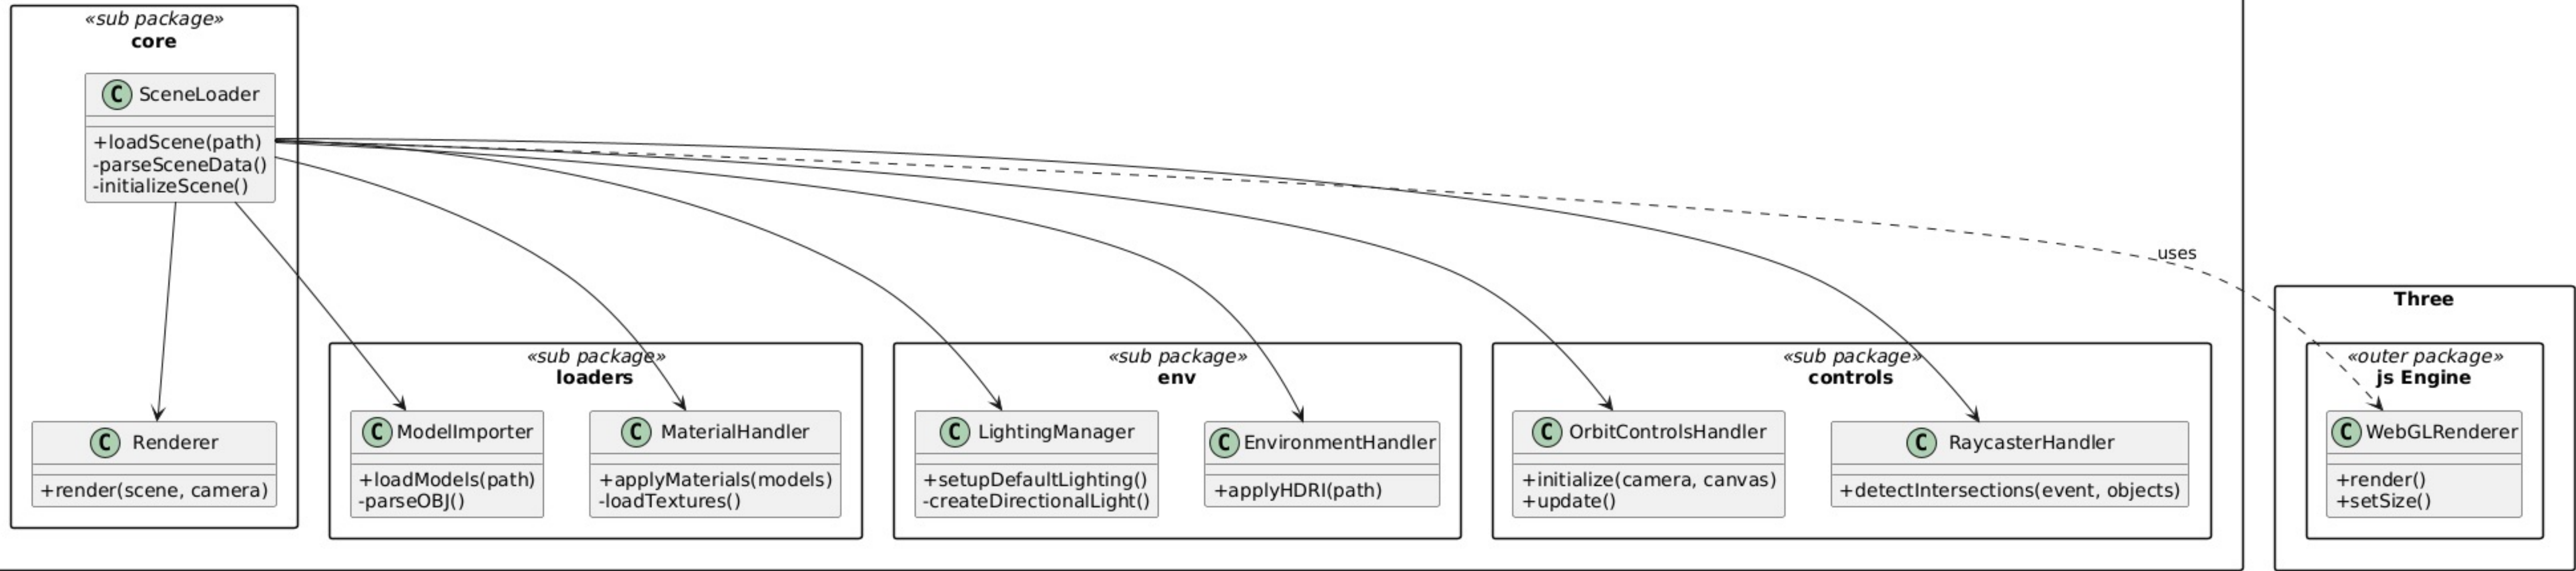 «sub package»
core
C SceneLoader
+loadScene(path)
-parseSceneData()
-initializeScene()
uses
C Renderer
+render(scene, camera)
«sub package»
loaders
C ModelImporter
+loadModels(path)
-parseOBJ()
C MaterialHandler
+applyMaterials(models)
-loadTextures()
«sub package»
env
C LightingManager
+setupDefaultLighting()
-createDirectionalLight()
C EnvironmentHandler
+applyHDRI(path)
«sub package»
controls
C OrbitControlsHandler
+initialize(camera, canvas)
+update()
C RaycasterHandler
+detectIntersections(event, objects)
Three
«outer package»
js Engine
C WebGLRenderer
+render()
+setSize()